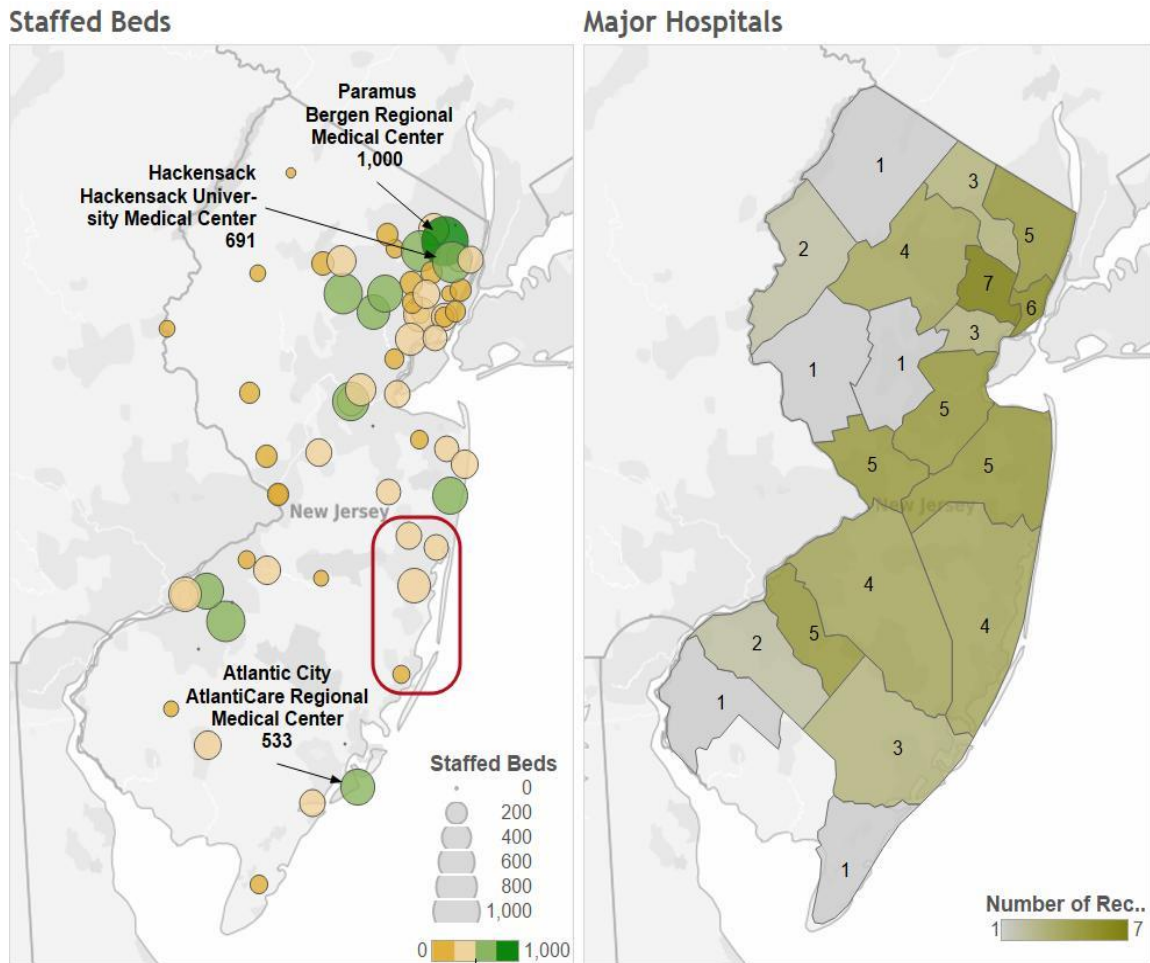 Staffed Beds
Paramus
Bergen Regional
Medical Center
1,000
Hackensack
Hackensack Univer-
sity Medical Center
691
New Jersey
Atlantic City
AtlantiCare Regional
Medical Center
533
Staffed Beds
0
200
400
600
800
1,000
0 1,000
Major Hospitals
1
3
5
2
4
7
6
3
1
1
5
5
5
New Jersey
4
4
5
2
1
3
1
Number of Rec..
1 7